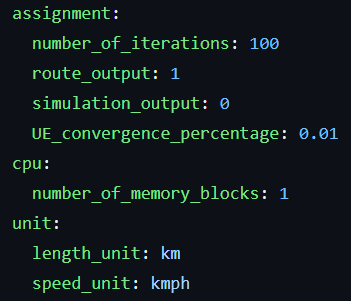 assignment:
  number_of_iterations: 100
  route_output: 1
  simulation_output: 0
  UE_convergence_percentage: 0.01
cpu:
  number_of_memory_blocks: 1
unit:
  length_unit: km
  speed_unit: kmph